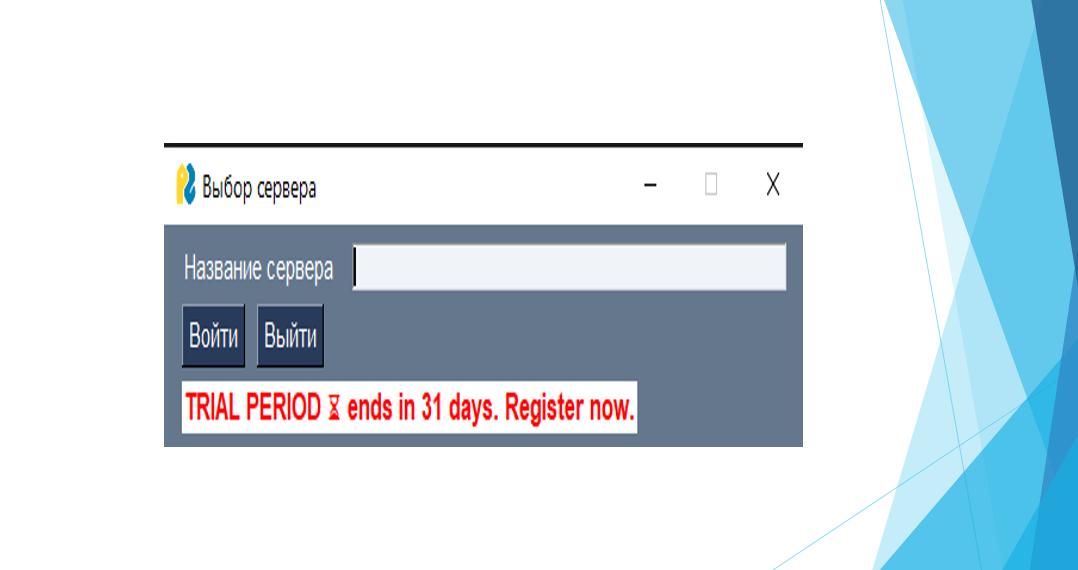 Выбор сервера
Название сервера
Войти Выйти
TRIAL PERIOD ⏳ ends in 31 days. Register now.